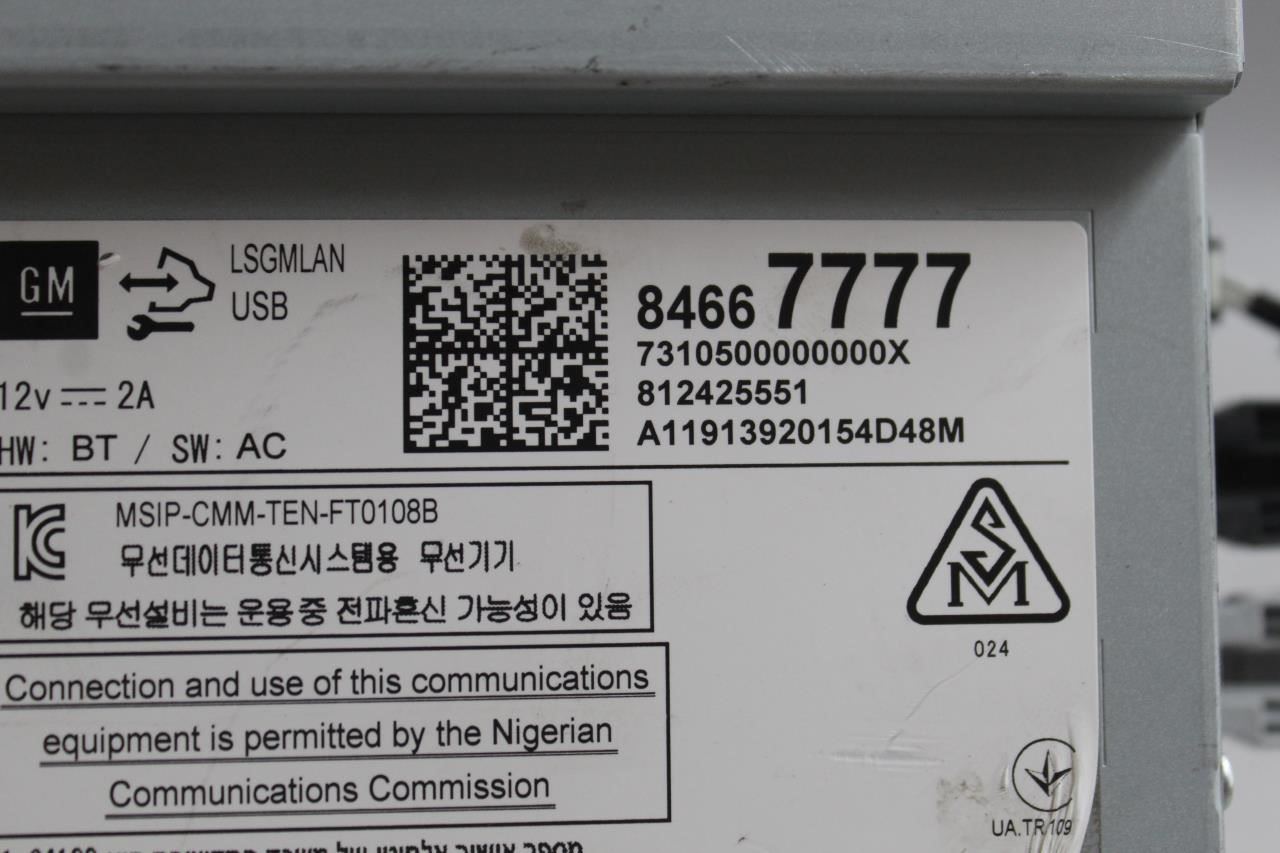 GM
LSGMLAN
USB
84667777
7310500000000X
812425551
A11913920154D48M
12v 2A
HW: BT / SW: AC
MSIP-CMM-TEN-FT0108B
무선데이터통신시스템용 무선기기
해당 무선설비는 운용 중 전파혼신 가능성이 있음
SM
024
Connection and use of this communications
equipment is permitted by the Nigerian
Communications Commission
UA.TR.109